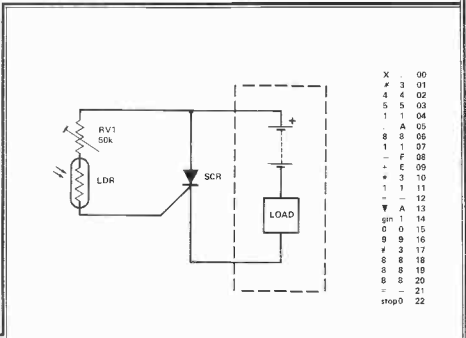 RV1
50k
LDR
SCR
+
LOAD
X . 00
# 3 01
4 4 02
5 5 03
1 1 04
. A 05
8 8 06
1 1 07
– F 08
+ E 09
# 3 10
1 1 11
= – 12
▼ A 13
gin 1 14
0 0 15
9 9 16
# 3 17
8 8 18
8 8 19
8 8 20
= – 21
stop 0 22